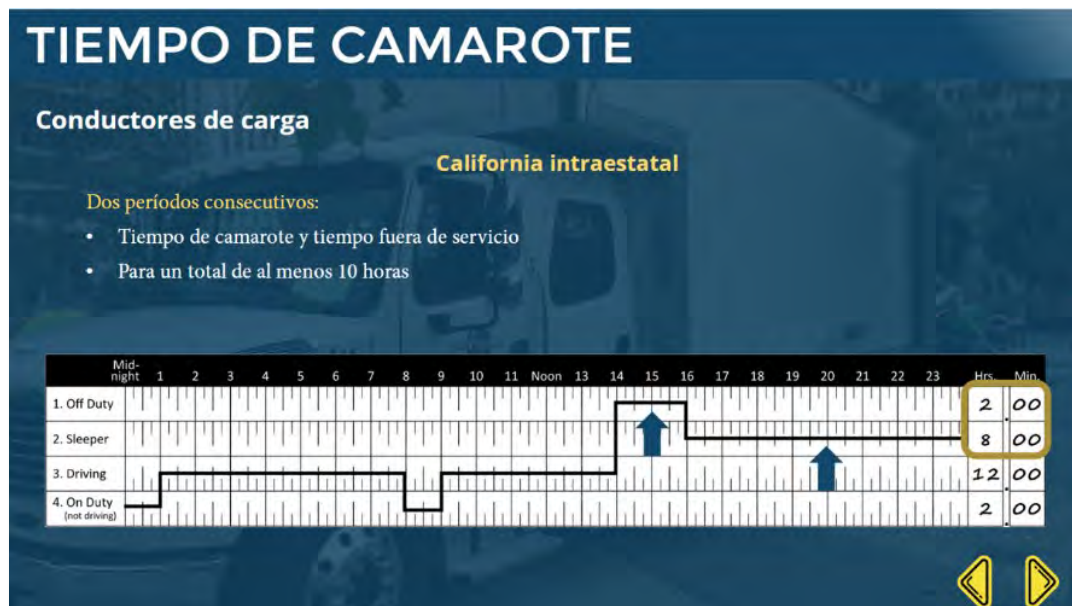 TIEMPO DE CAMAROTE
Conductores de carga
California intraestatal
Dos períodos consecutivos:
• Tiempo de camarote y tiempo fuera de servicio
• Para un total de al menos 10 horas
Mid-
night 1 2 3 4 5 6 7 8 9 10 11 Noon 13 14 15 16 17 18 19 20 21 22 23 Hrs. Min.
1. Off Duty 2 .00
2. Sleeper 8 00
3. Driving 12.00
4. On Duty 2 .00
(not driving)